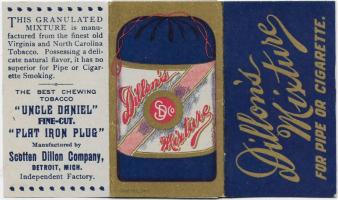 THIS GRANULATED
MIXTURE is manu-
factured from the finest old
Virginia and North Carolina
Tobacco. Possessing a deli-
cate natural flavor, it has no
superior for Pipe or Cigar-
ette Smoking.
THE BEST CHEWING
TOBACCO
"UNCLE DANIEL"
FINE-CUT.
"FLAT IRON PLUG"
Manufactured by
Scotten Dillon Company,
DETROIT, MICH.
Independent Factory.
Dillon's
Mixture
Dillon's
Mixture
FOR PIPE OR CIGARETTE.